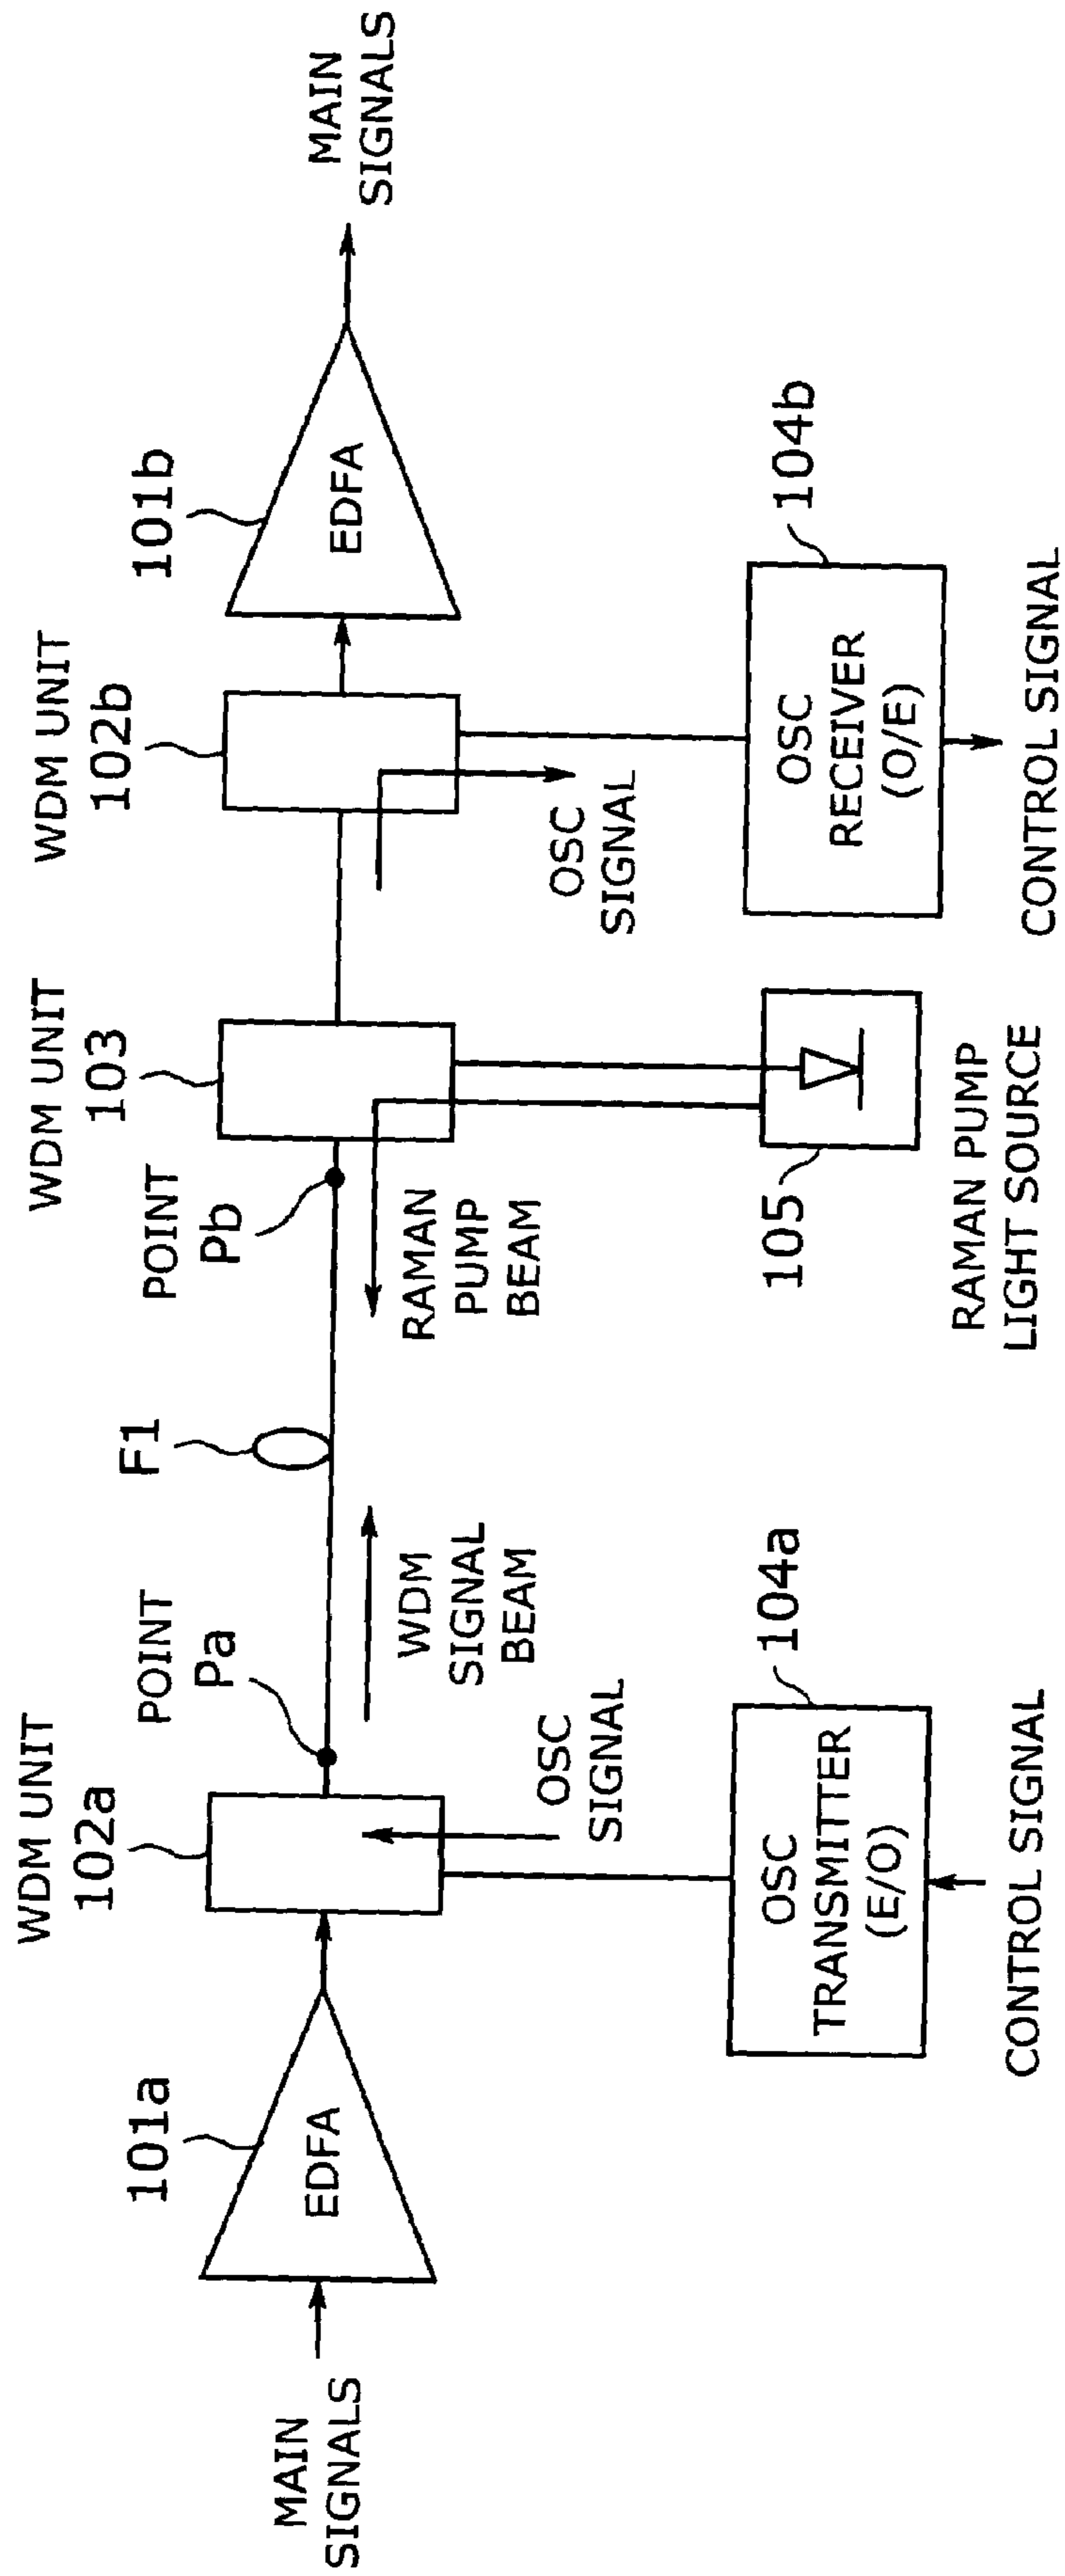 MAIN
SIGNALS
101a
EDFA
WDM UNIT
102a
POINT
Pa
OSC
SIGNAL
104a
OSC
TRANSMITTER
(E/O)
CONTROL SIGNAL
WDM
SIGNAL
BEAM
F1
POINT
Pb
RAMAN
PUMP
BEAM
WDM UNIT
103
105
RAMAN PUMP
LIGHT SOURCE
WDM UNIT
102b
OSC
SIGNAL
104b
OSC
RECEIVER
(O/E)
CONTROL SIGNAL
101b
EDFA
MAIN
SIGNALS